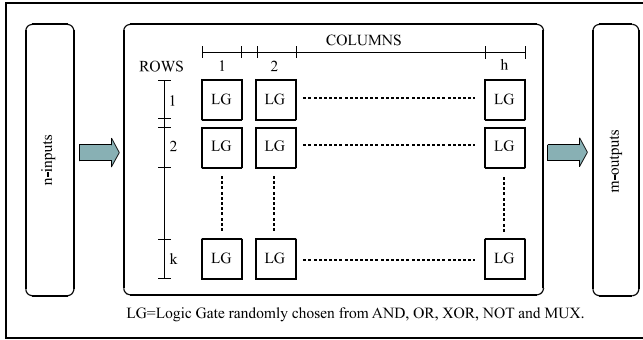 COLUMNS
ROWS 1 2 h
1 LG LG LG
2 LG LG LG
k LG LG LG
n-inputs
m-outputs
LG=Logic Gate randomly chosen from AND, OR, XOR, NOT and MUX.